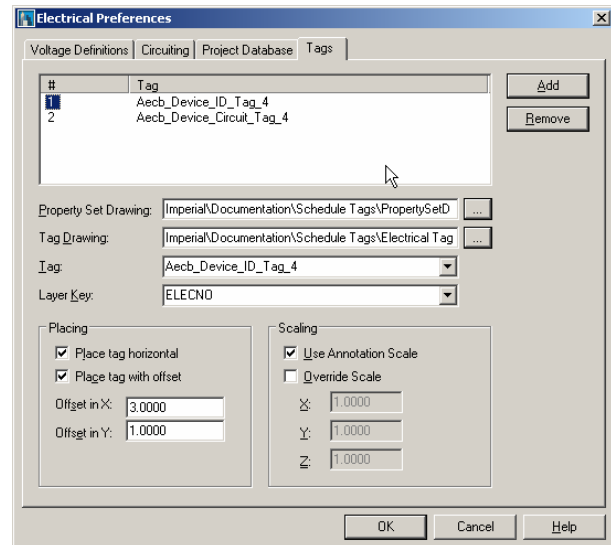 Electrical Preferences
Voltage Definitions Circuiting Project Database Tags
# Tag
1 Aecb_Device_ID_Tag_4
2 Aecb_Device_Circuit_Tag_4
Add
Remove
Property Set Drawing: Imperial\Documentation\Schedule Tags\PropertySetD ...
Tag Drawing: Imperial\Documentation\Schedule Tags\Electrical Tag ...
Tag: Aecb_Device_ID_Tag_4
Layer Key: ELECNO
Placing
Place tag horizontal
Place tag with offset
Offset in X: 3.0000
Offset in Y: 1.0000
Scaling
Use Annotation Scale
Override Scale
X: 1.0000
Y: 1.0000
Z: 1.0000
OK Cancel Help